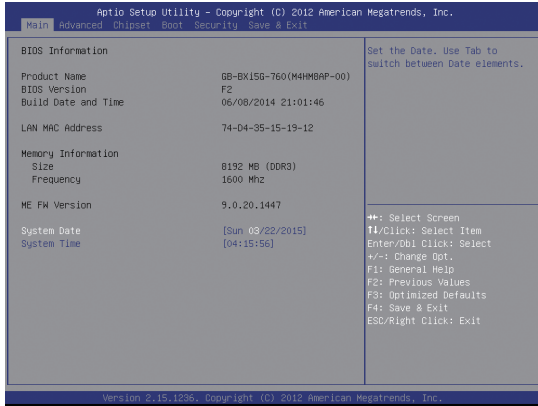 Aptio Setup Utility - Copyright (C) 2012 American Megatrends, Inc.
Main Advanced Chipset Boot Security Save & Exit
BIOS Information
Product Name GB-BXi5G-760(M4HM8AP-00)
BIOS Version F2
Build Date and Time 06/08/2014 21:01:46
LAN MAC Address 74-D4-35-15-19-12
Memory Information
Size 8192 MB (DDR3)
Frequency 1600 Mhz
ME FW Version 9.0.20.1447
System Date [Sun 03/22/2015]
System Time [04:15:56]
Set the Date. Use Tab to
switch between Date elements.
→←: Select Screen
↑↓/Click: Select Item
Enter/Dbl Click: Select
+/-: Change Opt.
F1: General Help
F2: Previous Values
F3: Optimized Defaults
F4: Save & Exit
ESC/Right Click: Exit
Version 2.15.1236. Copyright (C) 2012 American Megatrends, Inc.